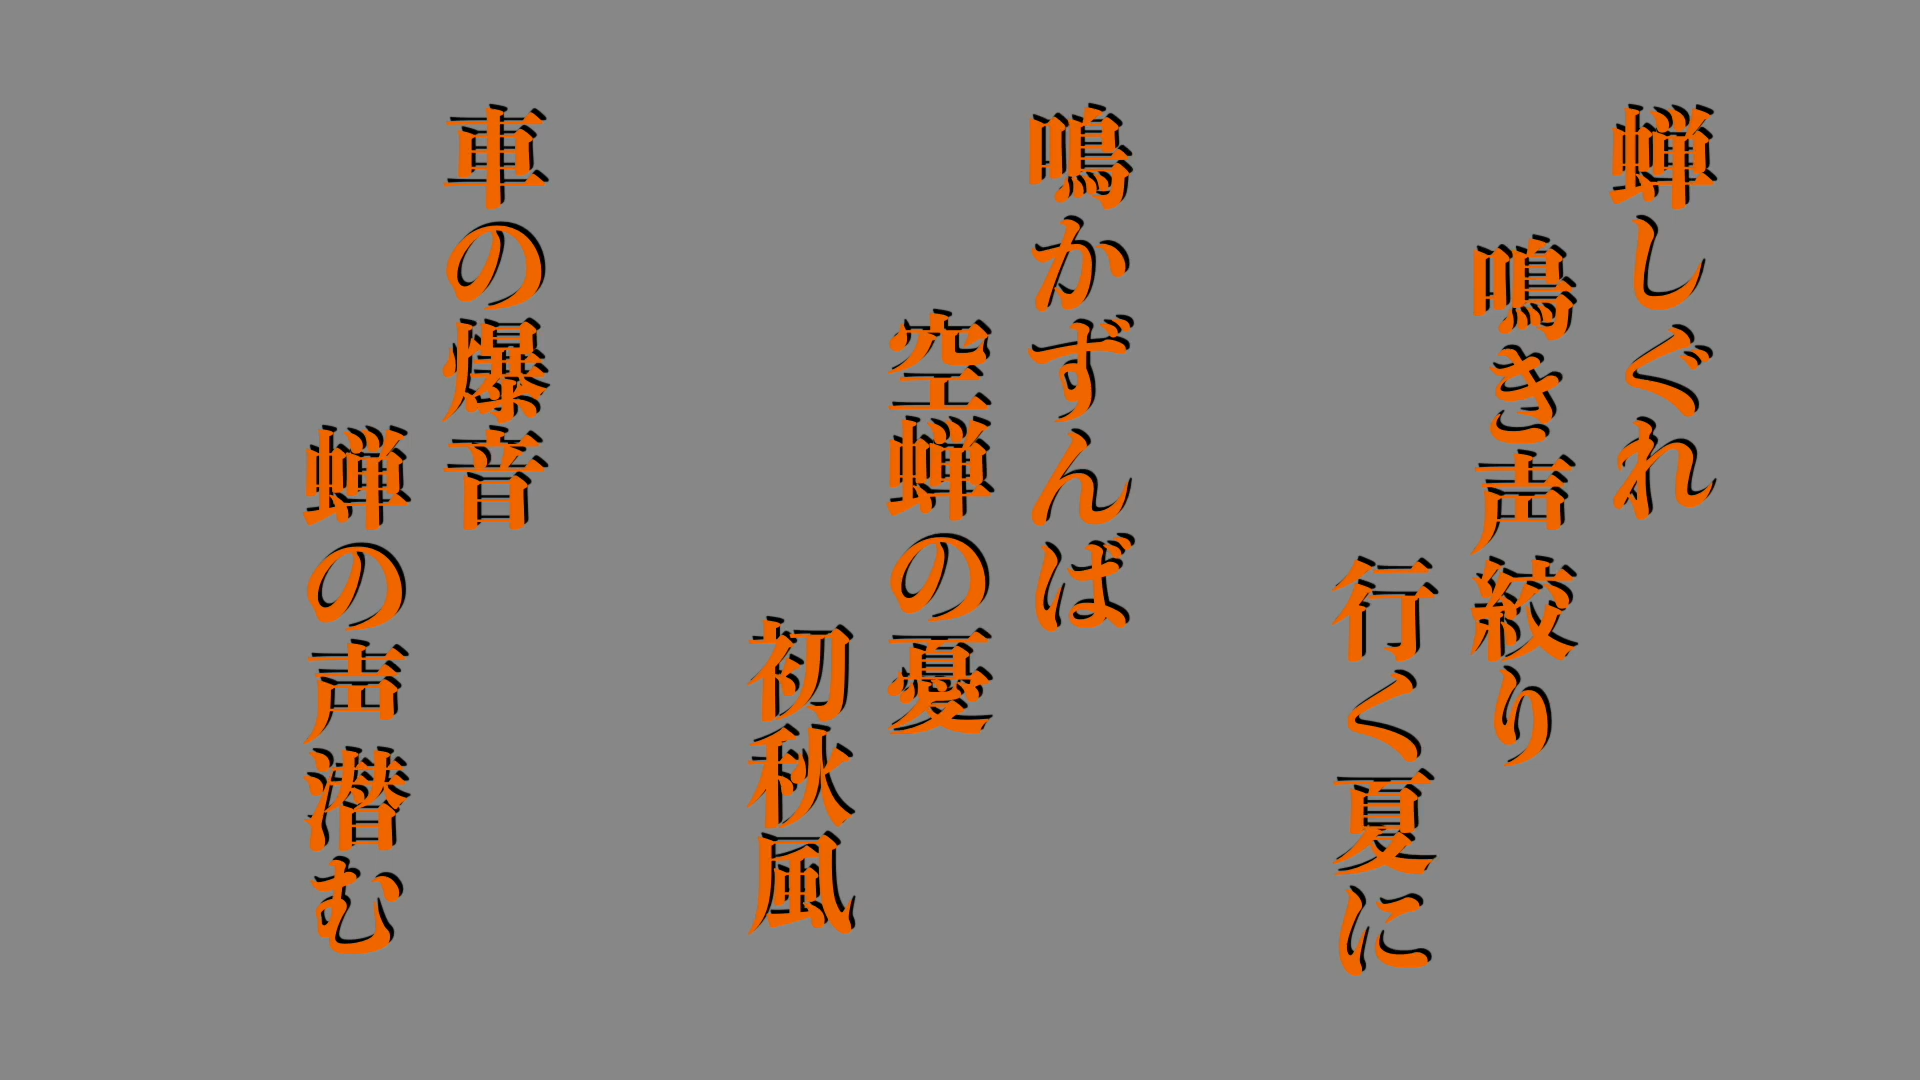 蝉しぐれ
鳴き声絞り
行く夏に
鳴かずんば
空蝉の憂
初秋風
車の爆音
蝉の声潜む